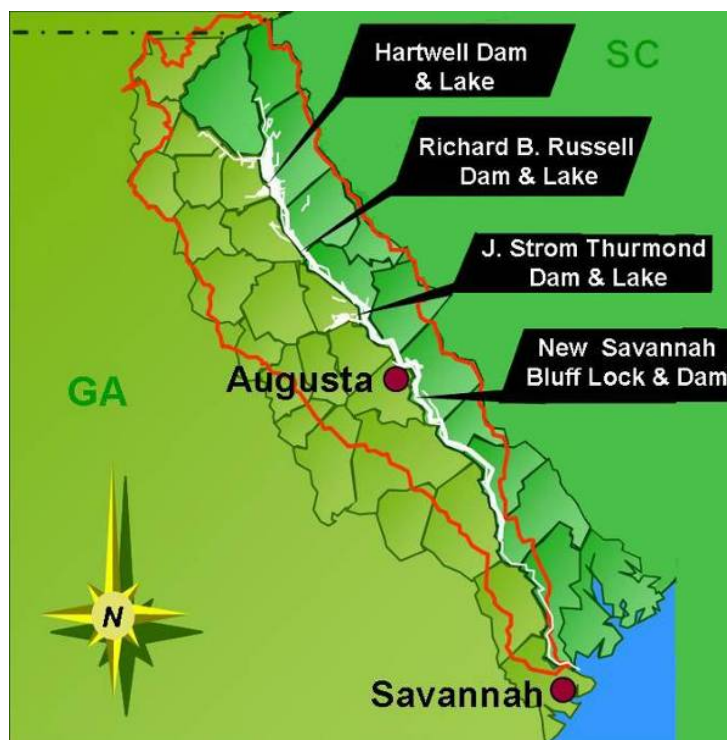 Hartwell Dam
& Lake
SC
Richard B. Russell
Dam & Lake
J. Strom Thurmond
Dam & Lake
New Savannah
Bluff Lock & Dam
Augusta
GA
N
Savannah